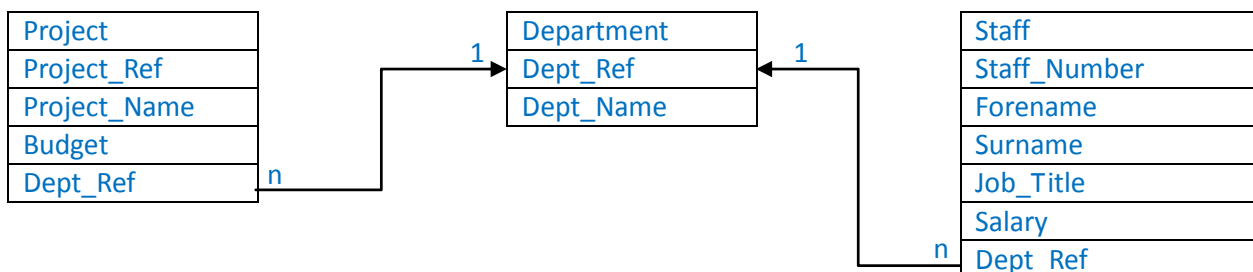 Project
Project_Ref
Project_Name
Budget
Dept_Ref
n
1
Department
Dept_Ref
Dept_Name
1
n
Staff
Staff_Number
Forename
Surname
Job_Title
Salary
Dept_Ref